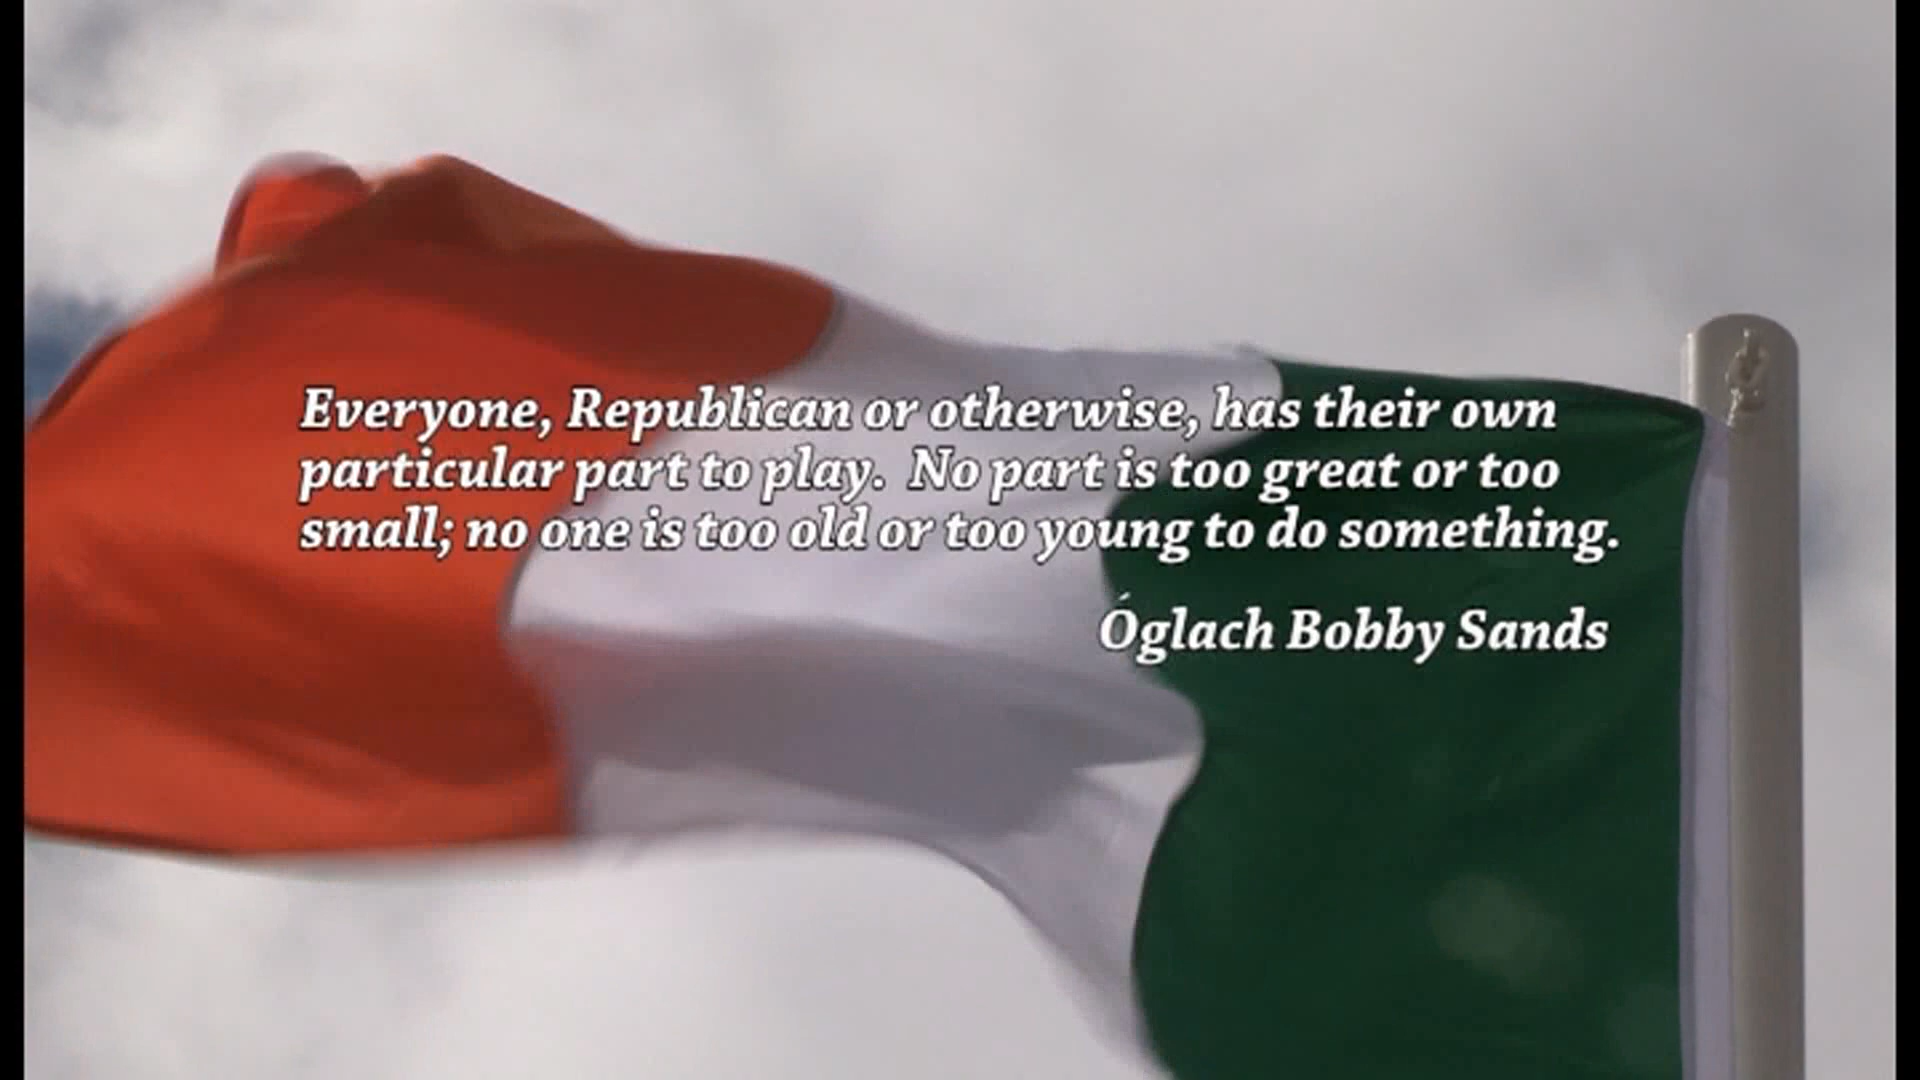 Everyone, Republican or otherwise, has their own
particular part to play.  No part is too great or too
small; no one is too old or too young to do something.
Óglach Bobby Sands